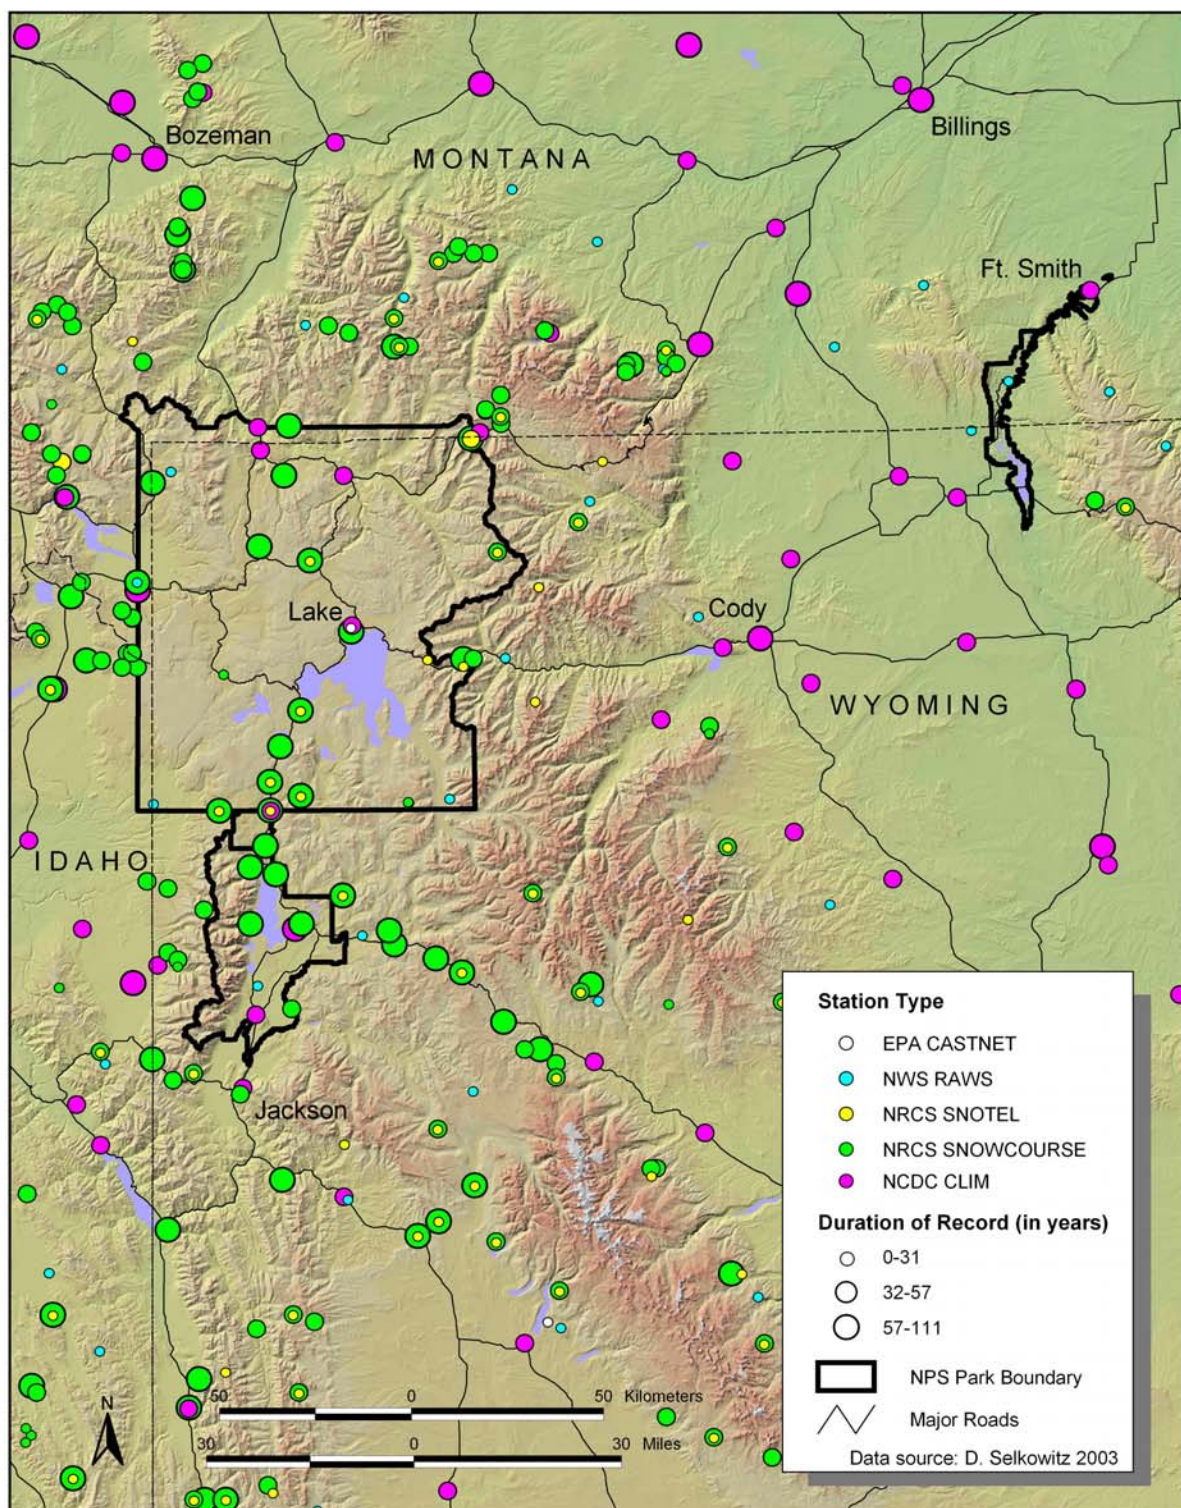 Bozeman
Billings
MONTANA
Ft. Smith
Lake
Cody
WYOMING
IDAHO
Jackson
Station Type
EPA CASTNET
NWS RAWS
NRCS SNOTEL
NRCS SNOWCOURSE
NCDC CLIM
Duration of Record (in years)
0-31
32-57
57-111
NPS Park Boundary
Major Roads
Data source: D. Selkowitz 2003
N
50 0 50 Kilometers
30 0 30 Miles